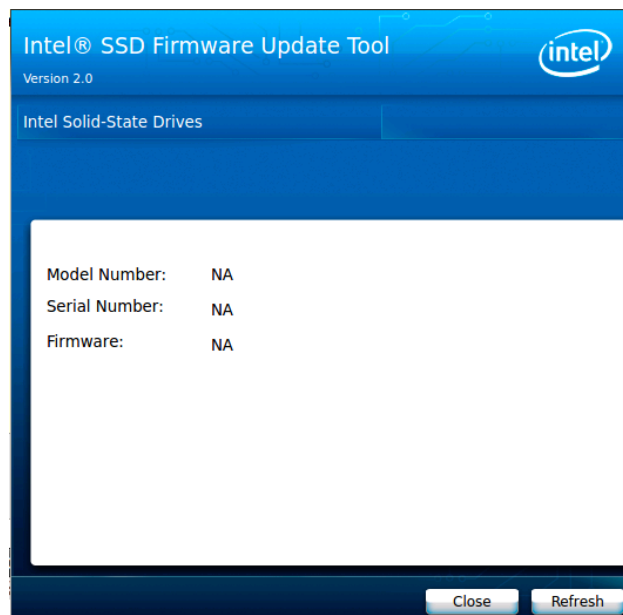 Intel® SSD Firmware Update Tool
Version 2.0
intel
Intel Solid-State Drives
Model Number: NA
Serial Number: NA
Firmware: NA
Close Refresh